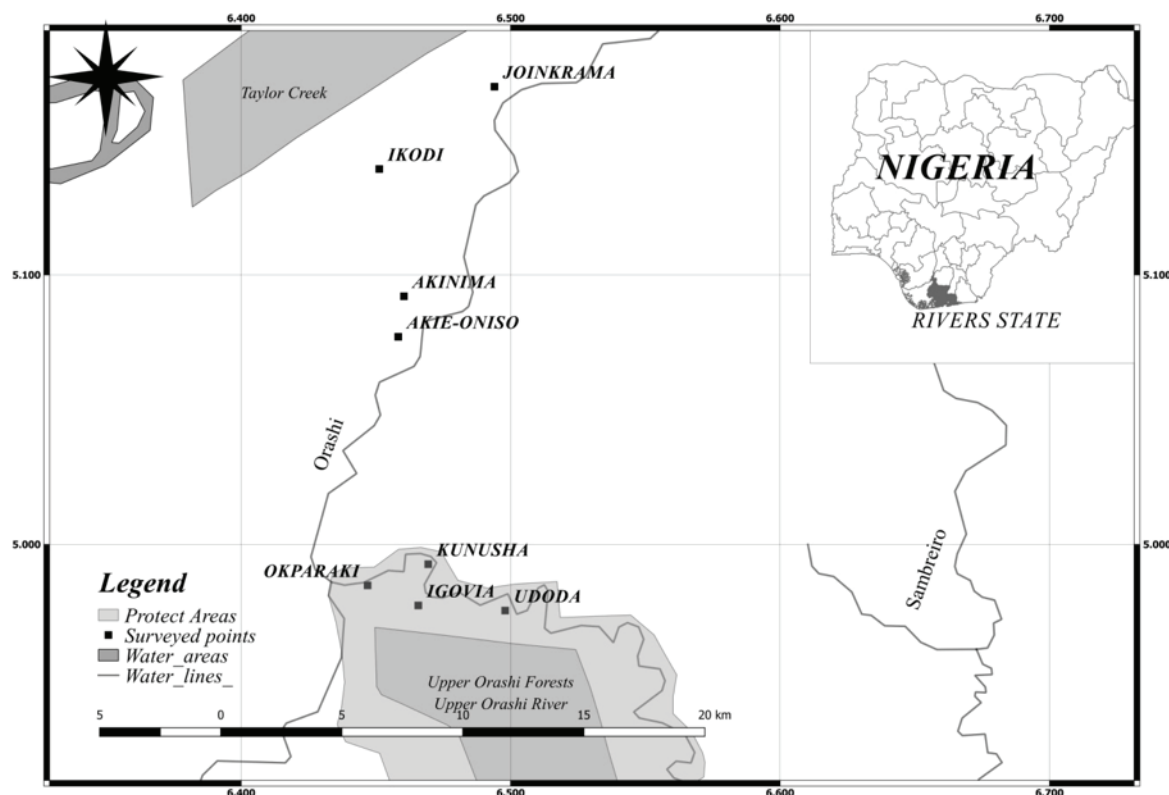 6.400 6.500 6.600 6.700
Taylor Creek
JOINKRAMA
IKODI
NIGERIA
RIVERS STATE
5.100 5.100
AKINIMA
AKIE-ONISO
Orashi
5.000 5.000
Sambreiro
KUNUSHA
OKPARAKI
IGOVIA
UDODA
Legend
Protect Areas
Surveyed points
Water_areas
Water_lines_
Upper Orashi Forests
Upper Orashi River
5 0 5 10 15 20 km
6.400 6.500 6.600 6.700